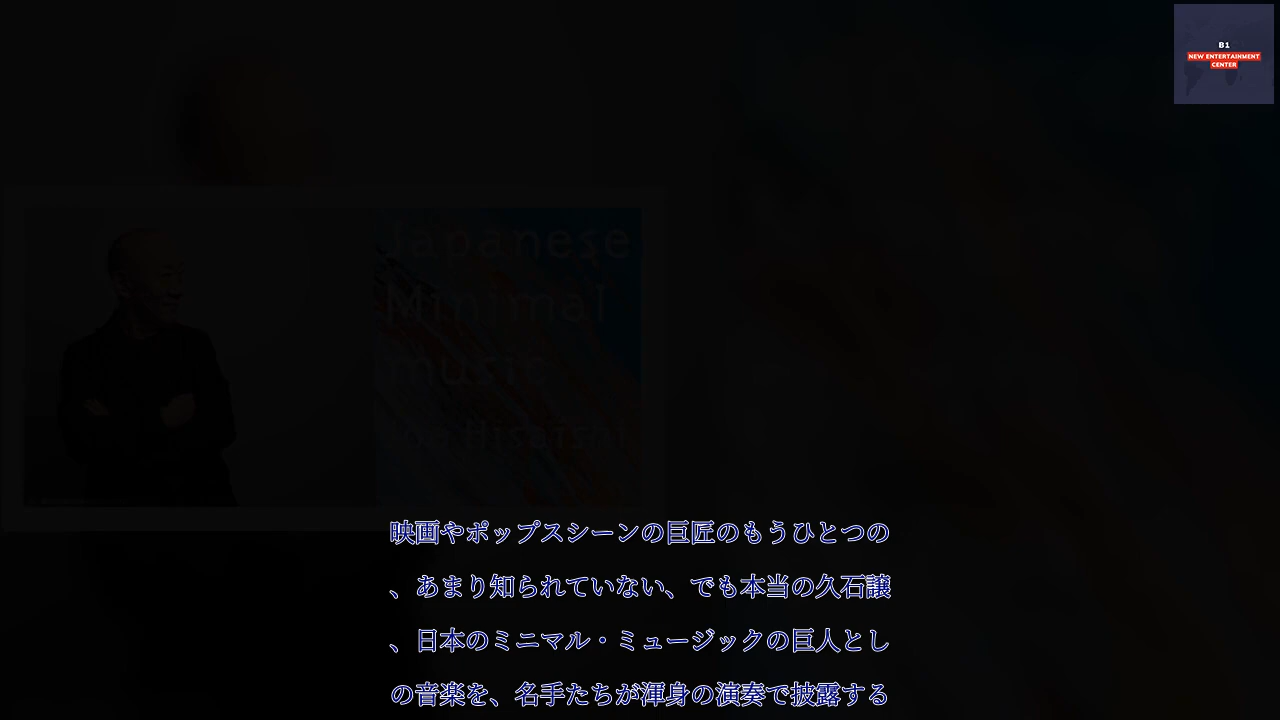 B1
NEW ENTERTAINMENT
CENTER
Japanese
Minimal
music
Joe Hisaishi
映画やポップスシーンの巨匠のもうひとつの
、あまり知られていない、でも本当の久石譲
、日本のミニマル・ミュージックの巨人とし
の音楽を、名手たちが渾身の演奏で披露する